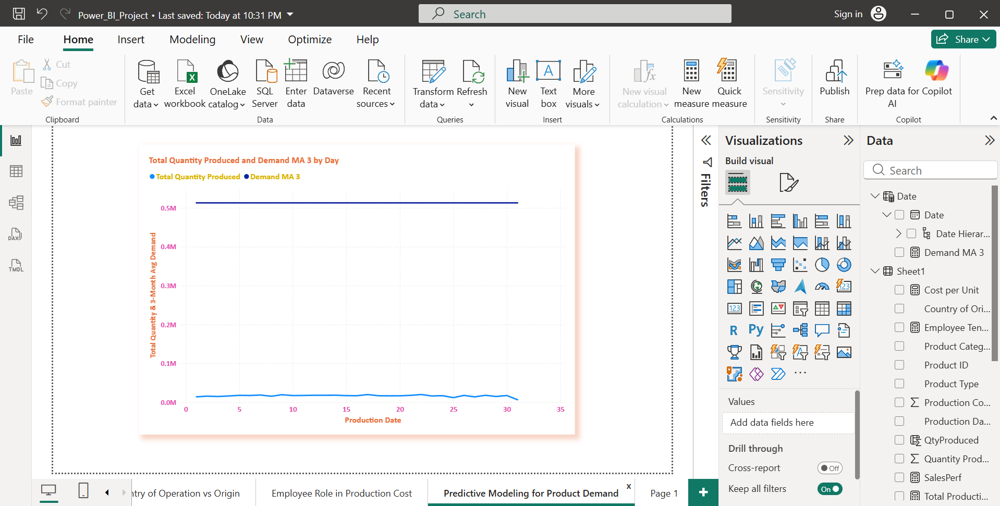 Power_BI_Project • Last saved: Today at 10:31 PM
Search
Sign in
File
Home
Insert
Modeling
View
Optimize
Help
Share
Paste
Cut
Copy
Format painter
Clipboard
Get data
Excel workbook
OneLake catalog
SQL Server
Enter data
Dataverse
Recent sources
Data
Transform data
Refresh
Queries
New visual
Text box
More visuals
Insert
New visual calculation
New measure
Quick measure
Calculations
Sensitivity
Sensitivity
Publish
Share
Prep data for AI
Copilot
Copilot
DAX
TMDL
Total Quantity Produced and Demand MA 3 by Day
Total Quantity Produced
Demand MA 3
Total Quantity & 3-Month Avg Demand
0.5M
0.4M
0.3M
0.2M
0.1M
0.0M
0
5
10
15
20
25
30
35
Production Date
Filters
Visualizations
Build visual
123
123
R
Py
Values
Add data fields here
Drill through
Cross-report
Off
Keep all filters
On
Data
Search
Date
Date
Date Hierar...
Demand MA 3
Sheet1
Cost per Unit
Country of Ori...
Employee Ten...
Product Categ...
Product ID
Product Type
Production Co...
Production Da...
QtyProduced
Quantity Prod...
SalesPerf
Total Producti...
ntry of Operation vs Origin
Employee Role in Production Cost
Predictive Modeling for Product Demand
x
Page 1
+